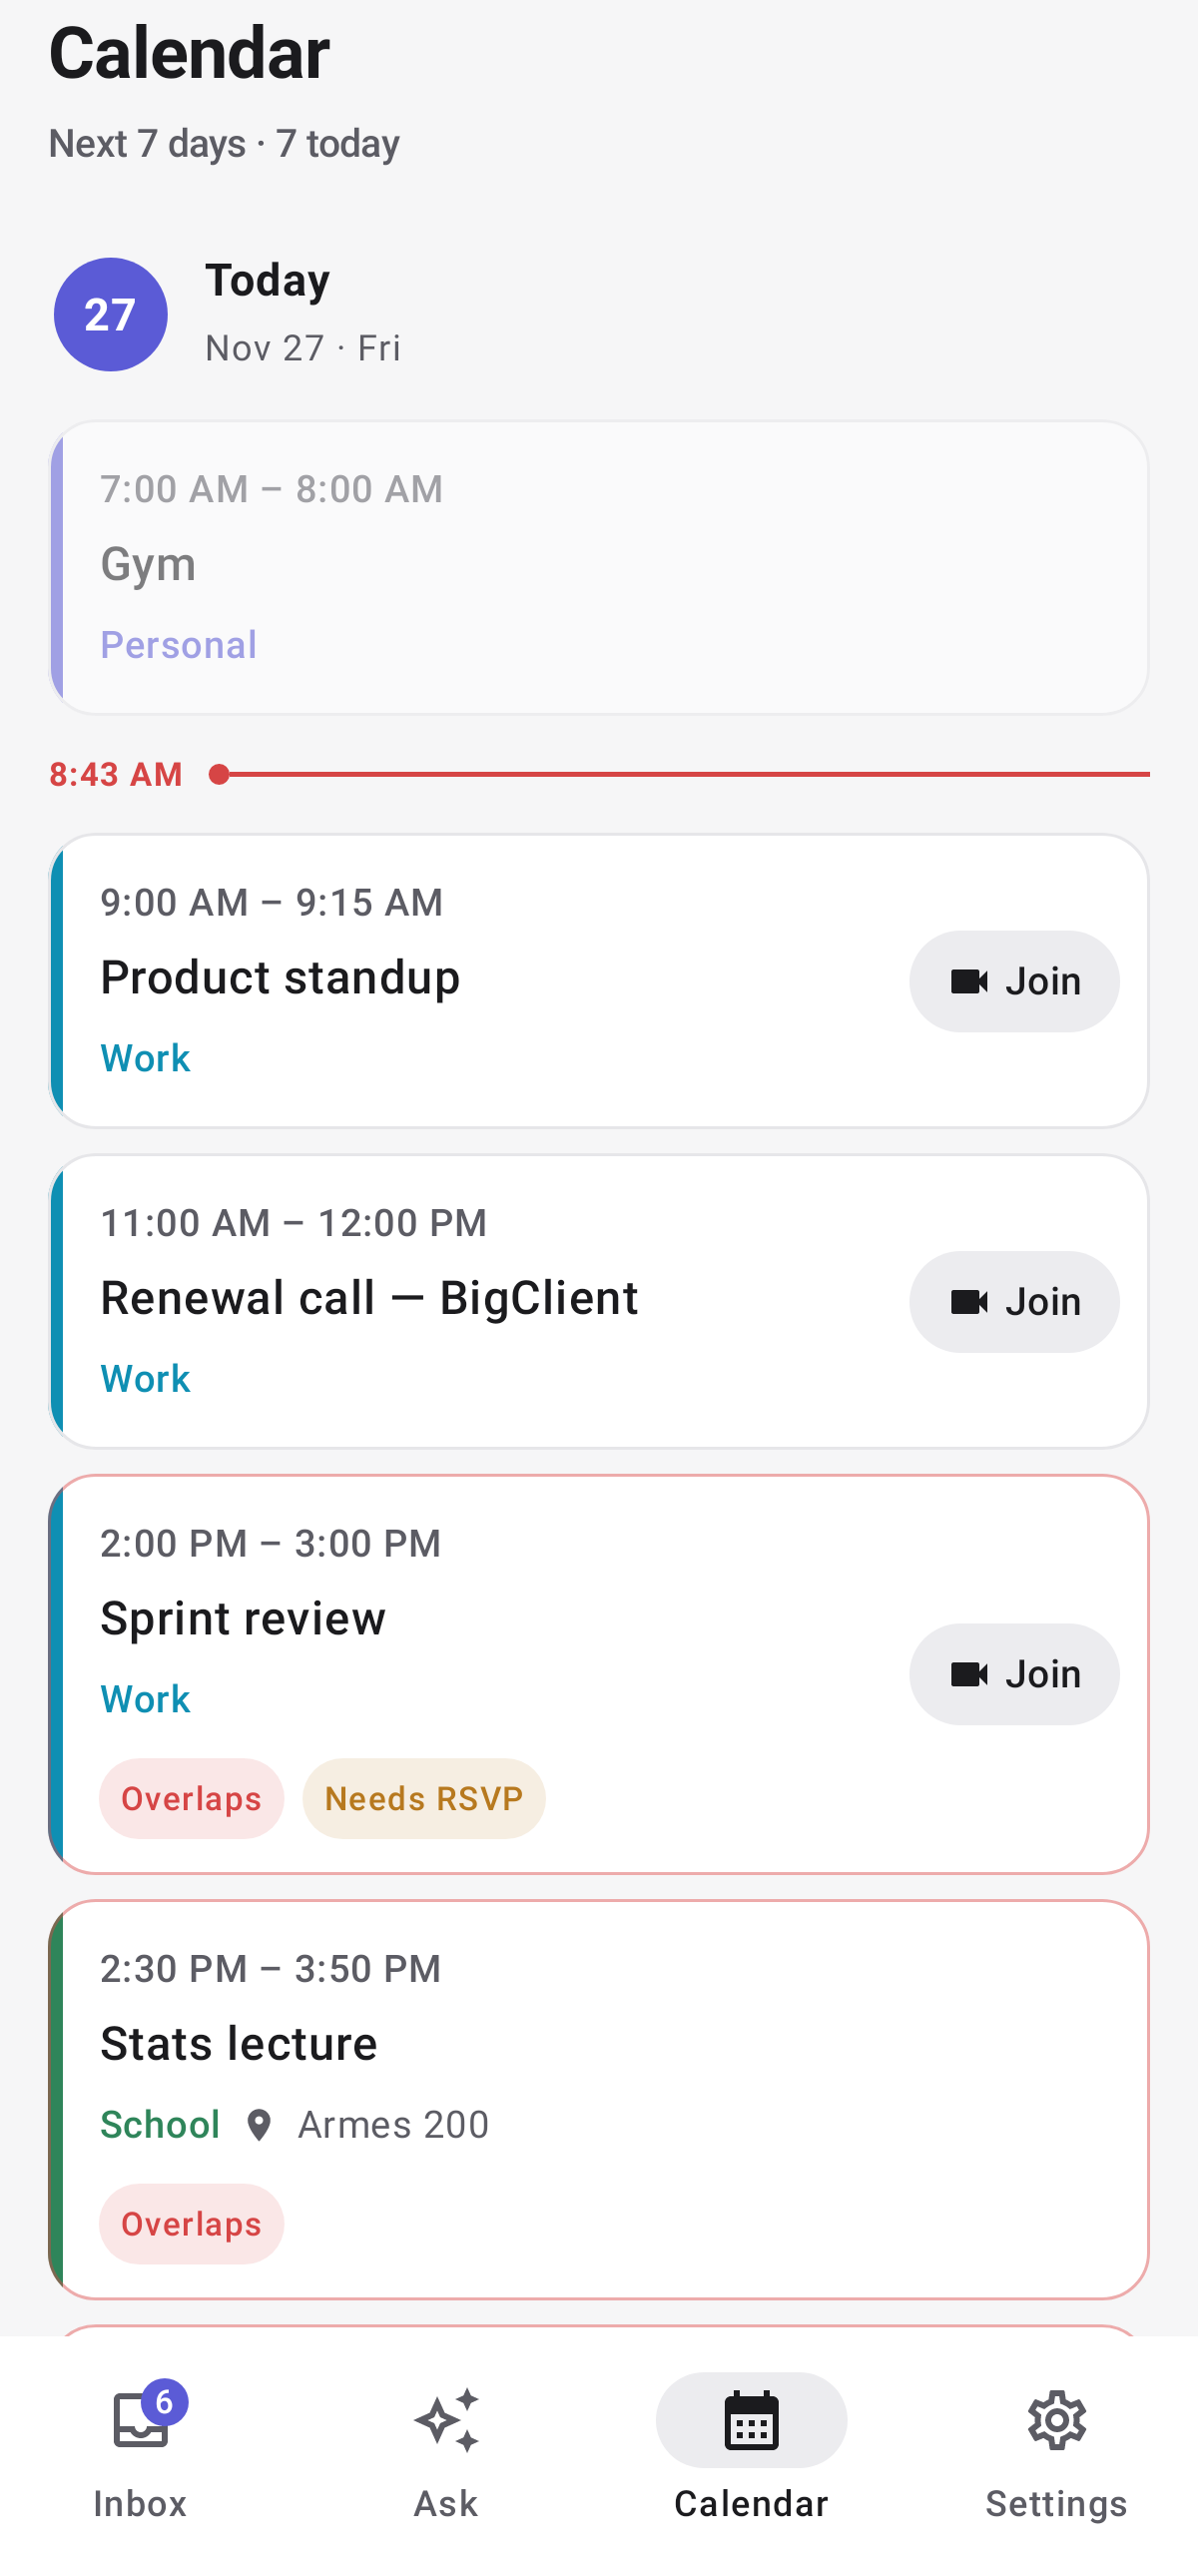 Calendar
Next 7 days · 7 today
27
Today
Nov 27 · Fri
7:00 AM – 8:00 AM
Gym
Personal
8:43 AM
9:00 AM – 9:15 AM
Product standup
Join
Work
11:00 AM – 12:00 PM
Renewal call — BigClient
Join
Work
2:00 PM – 3:00 PM
Sprint review
Join
Work
Overlaps Needs RSVP
2:30 PM – 3:50 PM
Stats lecture
School Armes 200
Overlaps
6
Inbox Ask Calendar Settings